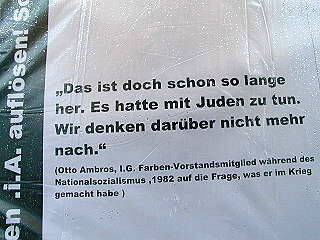 „Das ist doch schon so lange
her. Es hatte mit Juden zu tun.
Wir denken darüber nicht mehr
nach.“
(Otto Ambros, I.G. Farben-Vorstandsmitglied während des
Nationalsozialismus ,1982 auf die Frage, was er im Krieg
gemacht habe )
en .i.A. auflösen! So